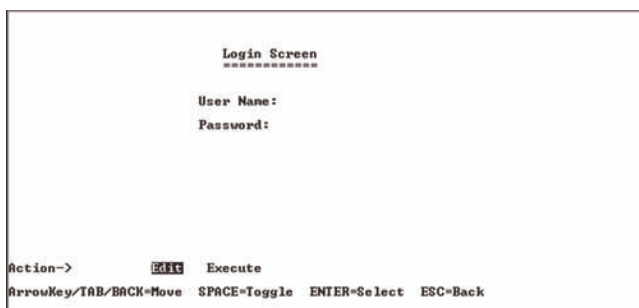 Login Screen
============
User Name:
Password:
Action-> Edit Execute
ArrowKey/TAB/BACK=Move SPACE=Toggle ENTER=Select ESC=Back